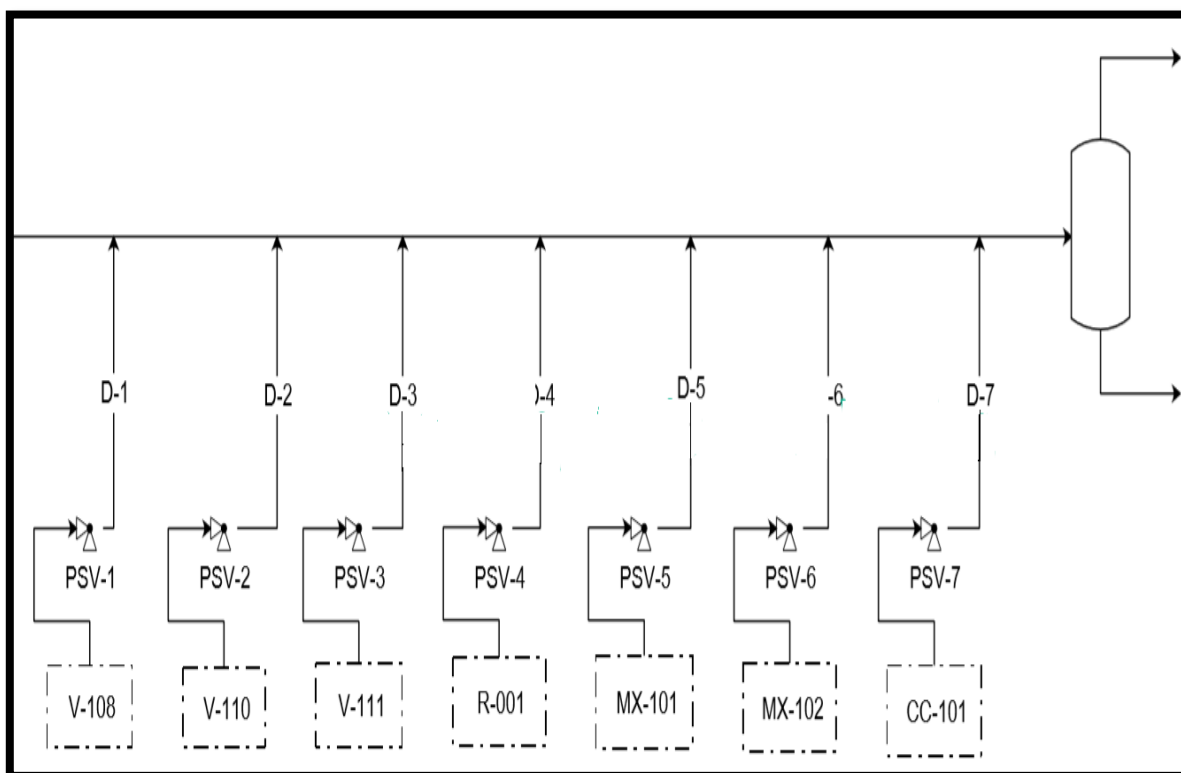 D-1 D-2 D-3 D-4 D-5 -6 D-7
PSV-1 PSV-2 PSV-3 PSV-4 PSV-5 PSV-6 PSV-7
V-108 V-110 V-111 R-001 MX-101 MX-102 CC-101